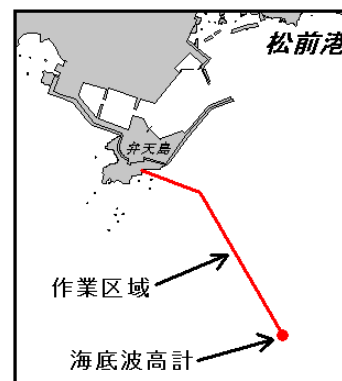 松前港
弁天島
作業区域
海底波高計